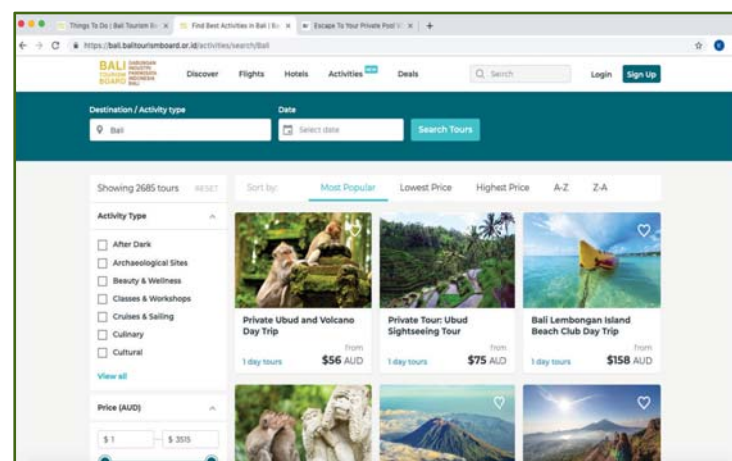 Things To Do | Bali Tourism Bo
Find Best Activities in Bali | Ba
Escape To Your Private Pool Vi
https://bali.balitourismboard.or.id/activities/search/Bali
BALI
TOURISM
BOARD
GABUNGAN
INDUSTRI
PARIWISATA
INDONESIA
BALI
Discover
Flights
Hotels
Activities NEW
Deals
Search
Login
Sign Up
Destination / Activity type
Date
Bali
Select date
Search Tours
Showing 2685 tours
RESET
Sort by:
Most Popular
Lowest Price
Highest Price
A-Z
Z-A
Activity Type
After Dark
Archaeological Sites
Beauty & Wellness
Classes & Workshops
Cruises & Sailing
Culinary
Cultural
View all
Price (AUD)
$ 1
$ 3515
Private Ubud and Volcano
Day Trip
from
1 day tours
$56 AUD
Private Tour: Ubud
Sightseeing Tour
from
1 day tours
$75 AUD
Bali Lembongan Island
Beach Club Day Trip
from
1 day tours
$158 AUD